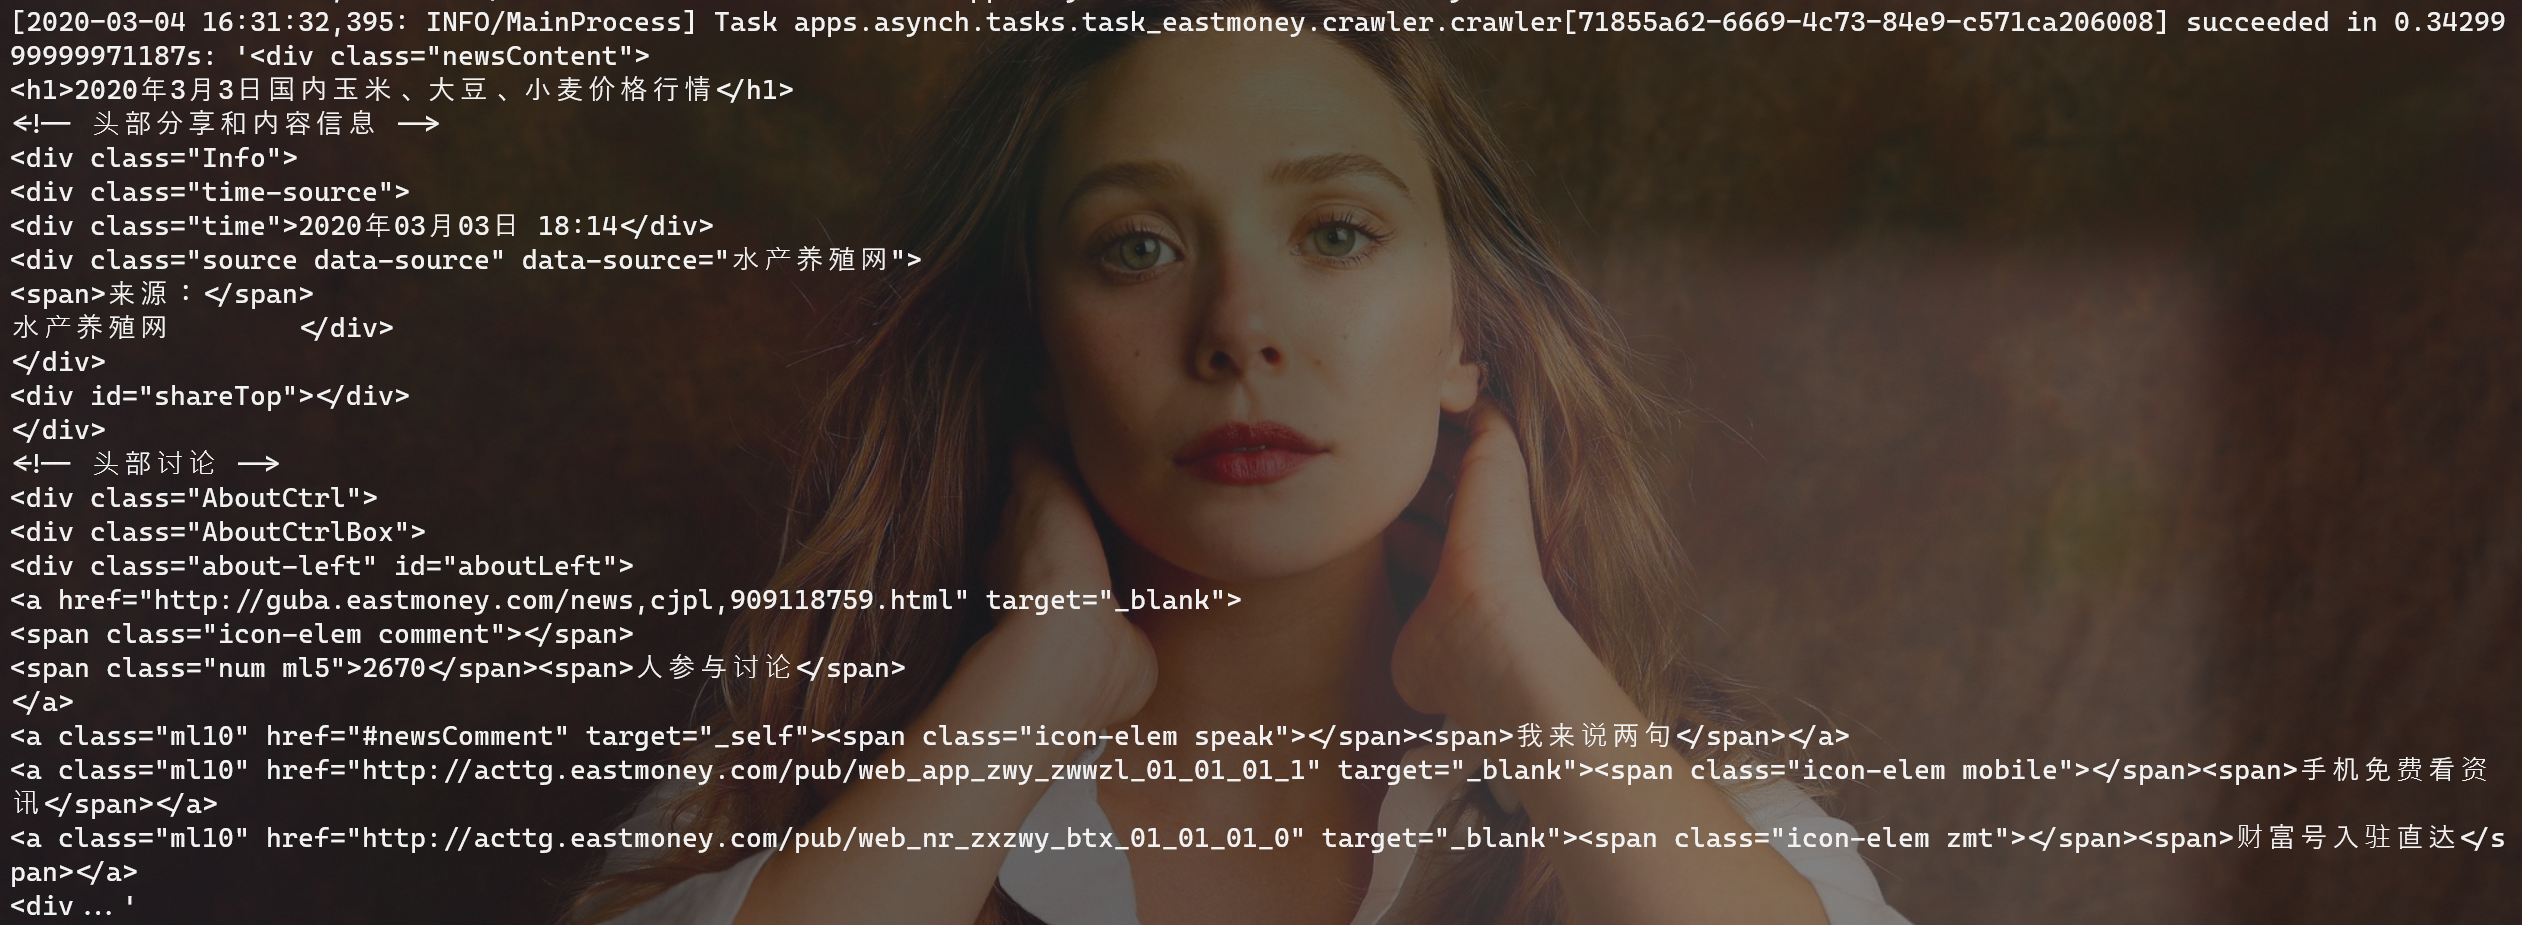 [2020-03-04 16:31:32,395: INFO/MainProcess] Task apps.asynch.tasks.task_eastmoney.crawler.crawler[71855a62-6669-4c73-84e9-c571ca206008] succeeded in 0.34299
99999971187s: '<div class="newsContent">
<h1>2020年3月3日国内玉米、大豆、小麦价格行情</h1>
<!-- 头部分享和内容信息 -->
<div class="Info">
<div class="time-source">
<div class="time">2020年03月03日 18:14</div>
<div class="source data-source" data-source="水产养殖网">
<span>来源：</span>
水产养殖网        </div>
</div>
<div id="shareTop"></div>
</div>
<!-- 头部讨论 -->
<div class="AboutCtrl">
<div class="AboutCtrlBox">
<div class="about-left" id="aboutLeft">
<a href="http://guba.eastmoney.com/news,cjpl,909118759.html" target="_blank">
<span class="icon-elem comment"></span>
<span class="num ml5">2670</span><span>人参与讨论</span>
</a>
<a class="ml10" href="#newsComment" target="_self"><span class="icon-elem speak"></span><span>我来说两句</span></a>
<a class="ml10" href="http://acttg.eastmoney.com/pub/web_app_zwy_zwwzl_01_01_01_1" target="_blank"><span class="icon-elem mobile"></span><span>手机免费看资
讯</span></a>
<a class="ml10" href="http://acttg.eastmoney.com/pub/web_nr_zxzwy_btx_01_01_01_0" target="_blank"><span class="icon-elem zmt"></span><span>财富号入驻直达</s
pan></a>
<div...'